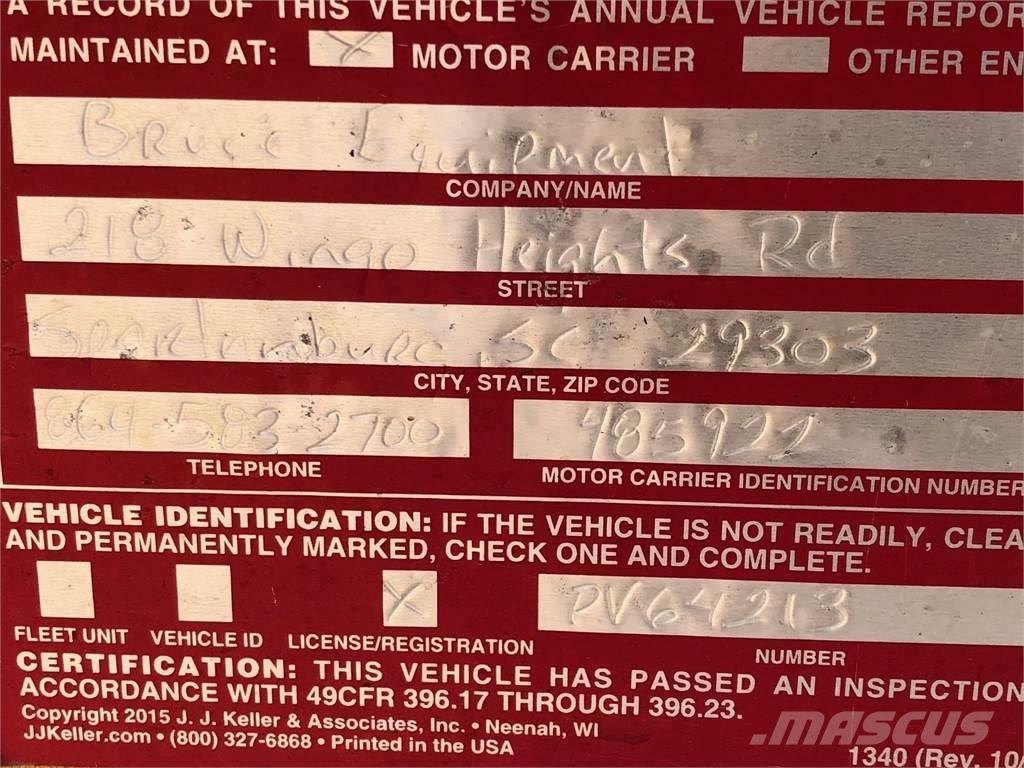 A RECORD OF THIS VEHICLE'S ANNUAL VEHICLE REPOR
MAINTAINED AT: X MOTOR CARRIER OTHER EN
Bruce Equipment
COMPANY/NAME
218 Wingo Heights Rd
STREET
Spartanburg, SC 29303
CITY, STATE, ZIP CODE
864-583-2700 485922
TELEPHONE MOTOR CARRIER IDENTIFICATION NUMBER
VEHICLE IDENTIFICATION: IF THE VEHICLE IS NOT READILY, CLEA
AND PERMANENTLY MARKED, CHECK ONE AND COMPLETE.
X PV64213
FLEET UNIT VEHICLE ID LICENSE/REGISTRATION NUMBER
CERTIFICATION: THIS VEHICLE HAS PASSED AN INSPECTION
ACCORDANCE WITH 49CFR 396.17 THROUGH 396.23.
Copyright 2015 J. J. Keller & Associates, Inc. • Neenah, WI
JJKeller.com • (800) 327-6868 • Printed in the USA
1340 (Rev. 10/
MASCUS